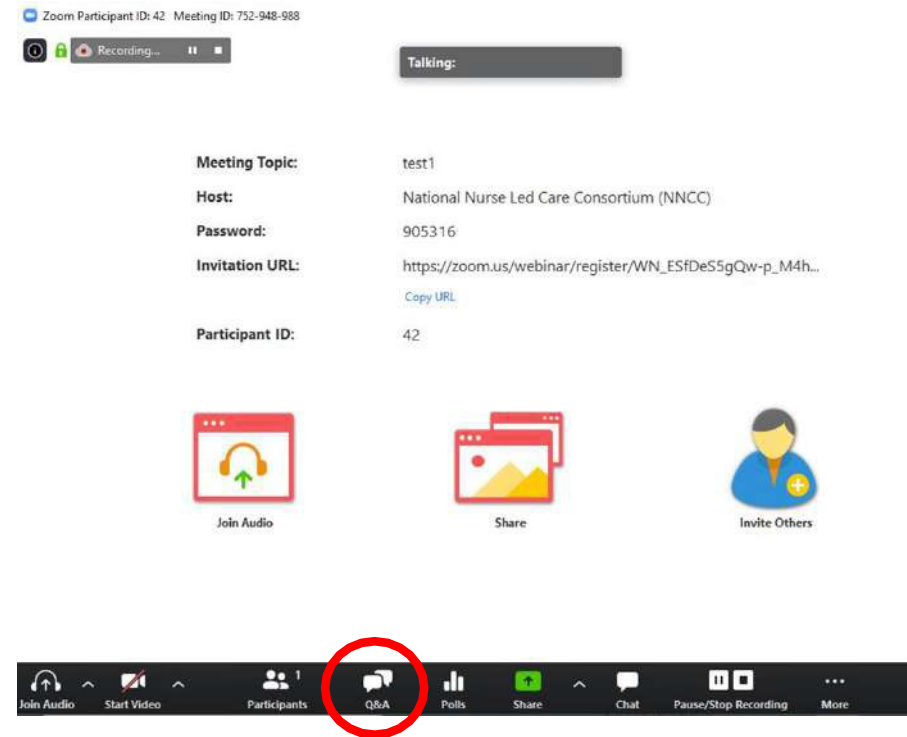 Zoom Participant ID: 42 Meeting ID: 752-948-988
Recording...
Talking:
Meeting Topic: test1
Host: National Nurse Led Care Consortium (NNCC)
Password: 905316
Invitation URL: https://zoom.us/webinar/register/WN_ESfDeS5gQw-p_M4h...
Copy URL
Participant ID: 42
Join Audio Share Invite Others
1
Join Audio Start Video Participants Q&A Polls Share Chat Pause/Stop Recording More